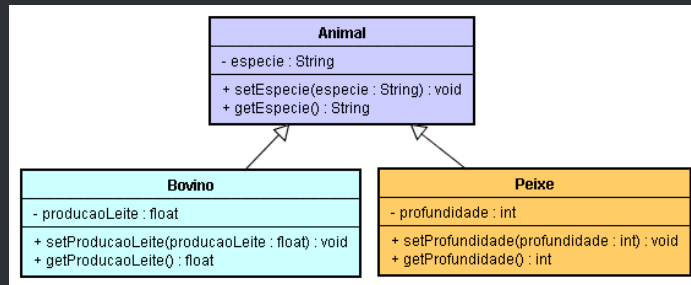 Animal
- especie : String
+ setEspecie(especie : String) : void
+ getEspecie() : String
Bovino
- producaoLeite : float
+ setProducaoLeite(producaoLeite : float) : void
+ getProducaoLeite() : float
Peixe
- profundidade : int
+ setProfundidade(profundidade : int) : void
+ getProfundidade() : int